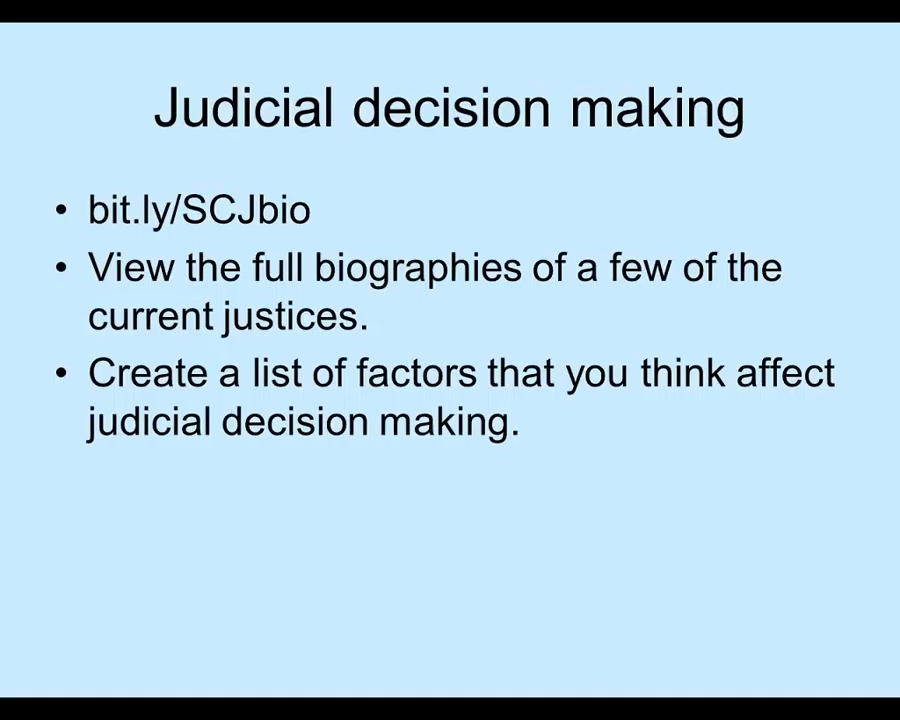 Judicial decision making
• bit.ly/SCJbio
• View the full biographies of a few of the
current justices.
• Create a list of factors that you think affect
judicial decision making.